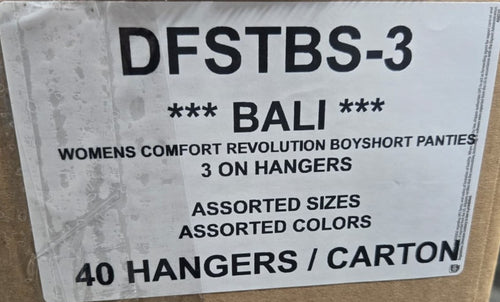 DFSTBS-3
*** BALI ***
WOMENS COMFORT REVOLUTION BOYSHORT PANTIES
3 ON HANGERS
ASSORTED SIZES
ASSORTED COLORS
40 HANGERS / CARTON